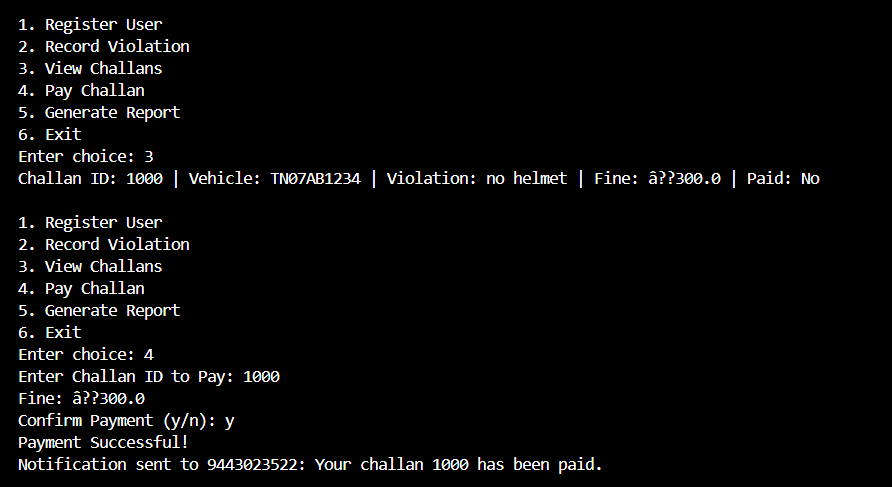 1. Register User
2. Record Violation
3. View Challans
4. Pay Challan
5. Generate Report
6. Exit
Enter choice: 3
Challan ID: 1000 | Vehicle: TN07AB1234 | Violation: no helmet | Fine: â??300.0 | Paid: No
1. Register User
2. Record Violation
3. View Challans
4. Pay Challan
5. Generate Report
6. Exit
Enter choice: 4
Enter Challan ID to Pay: 1000
Fine: â??300.0
Confirm Payment (y/n): y
Payment Successful!
Notification sent to 9443023522: Your challan 1000 has been paid.